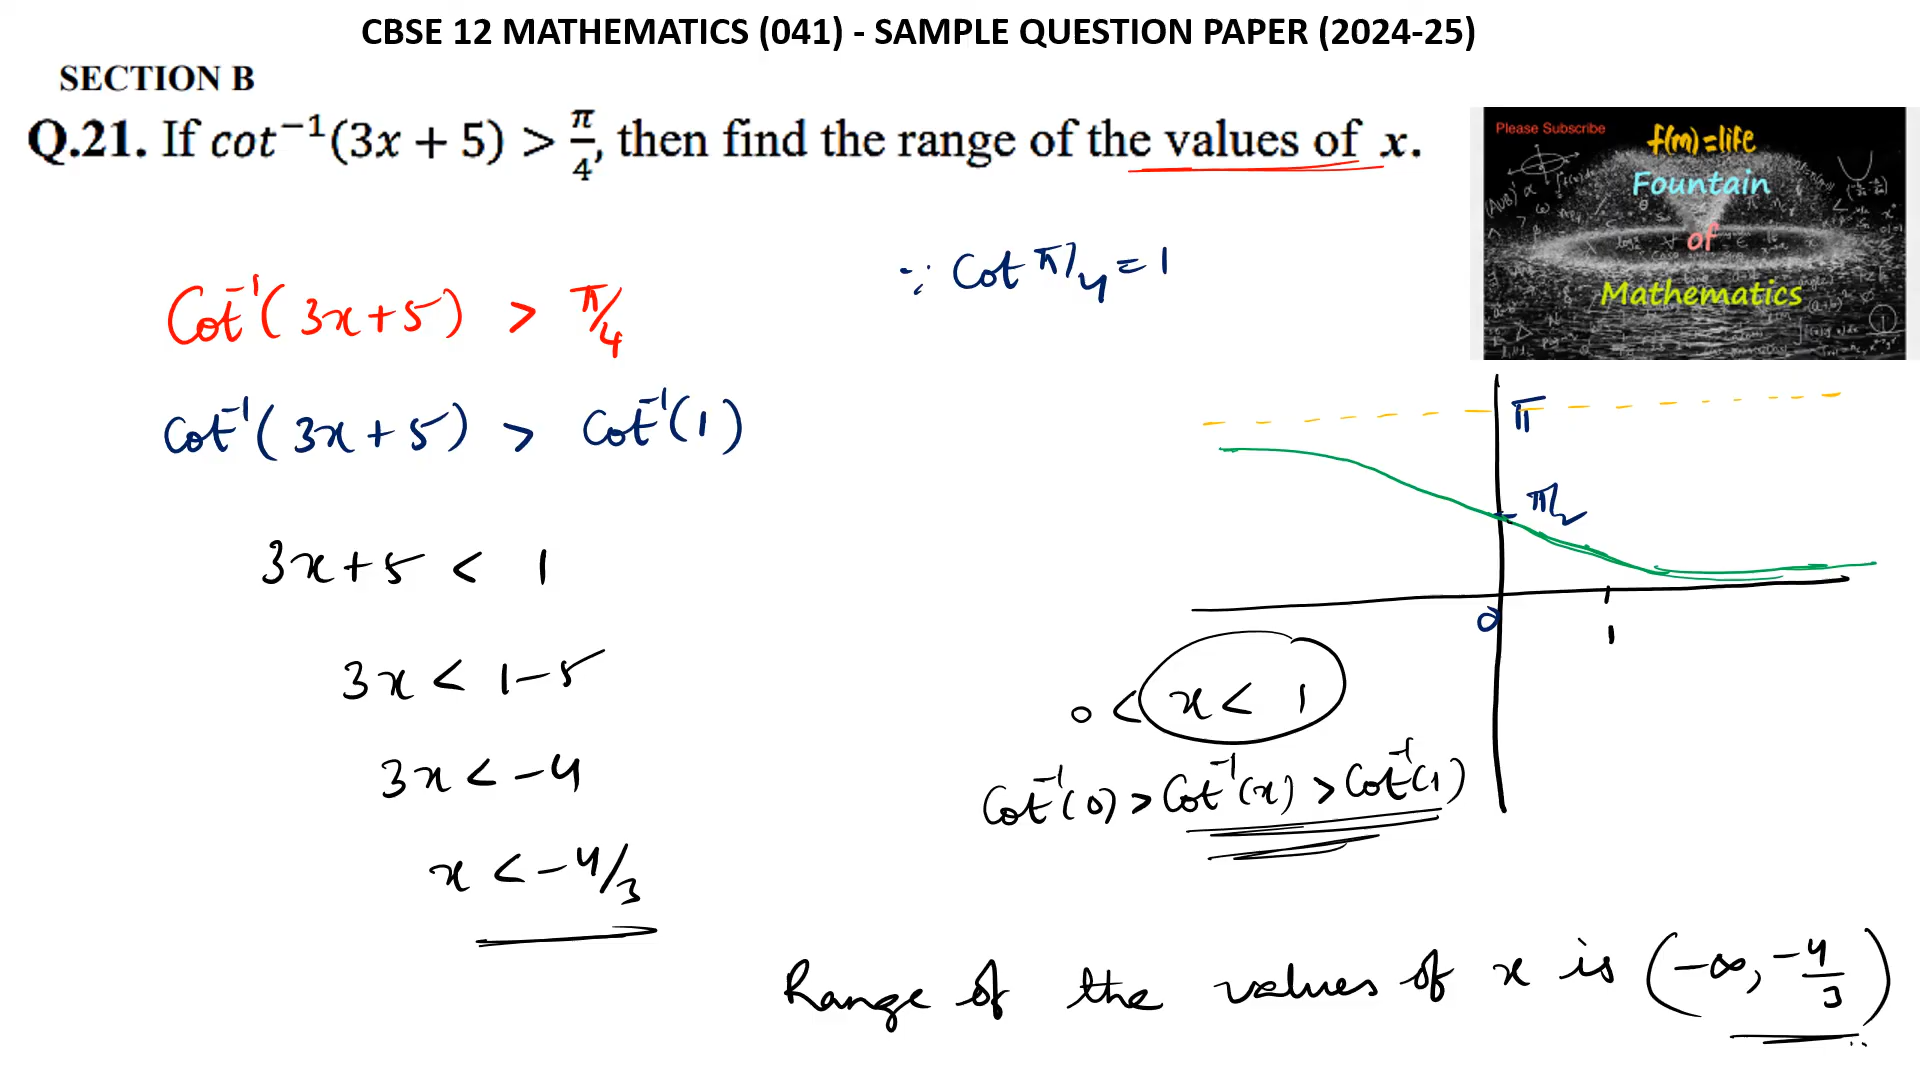 CBSE 12 MATHEMATICS (041) - SAMPLE QUESTION PAPER (2024-25)
SECTION B
Q.21. If cot⁻¹(3x + 5) > π/4, then find the range of the values of x.
Please Subscribe
f(m)=life
Fountain
of
Mathematics
∵ Cot π/4 = 1
Cot⁻¹(3x+5) > π/4
Cot⁻¹(3x+5) > Cot⁻¹(1)
3x+5 < 1
3x < 1-5
3x < -4
x < -4/3
π
π/2
0
1
0 < x < 1
Cot⁻¹(0) > Cot⁻¹(x) > Cot⁻¹(1)
Range of the values of x is (-∞, -4/3)